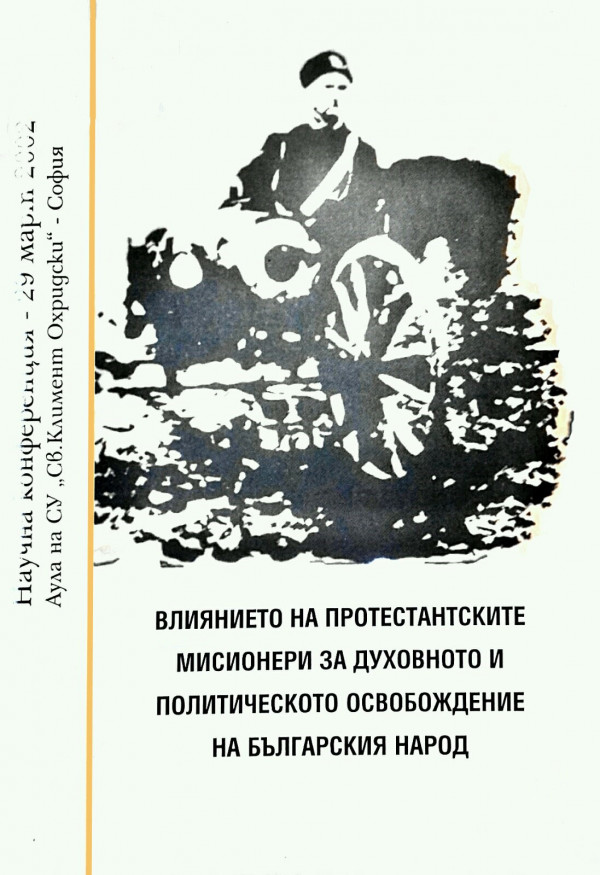 Научна конференция - 29 март 2002
Аула на СУ „Св.Климент Охридски“ - София
ВЛИЯНИЕТО НА ПРОТЕСТАНТСКИТЕ
МИСИОНЕРИ ЗА ДУХОВНОТО И
ПОЛИТИЧЕСКОТО ОСВОБОЖДЕНИЕ
НА БЪЛГАРСКИЯ НАРОД